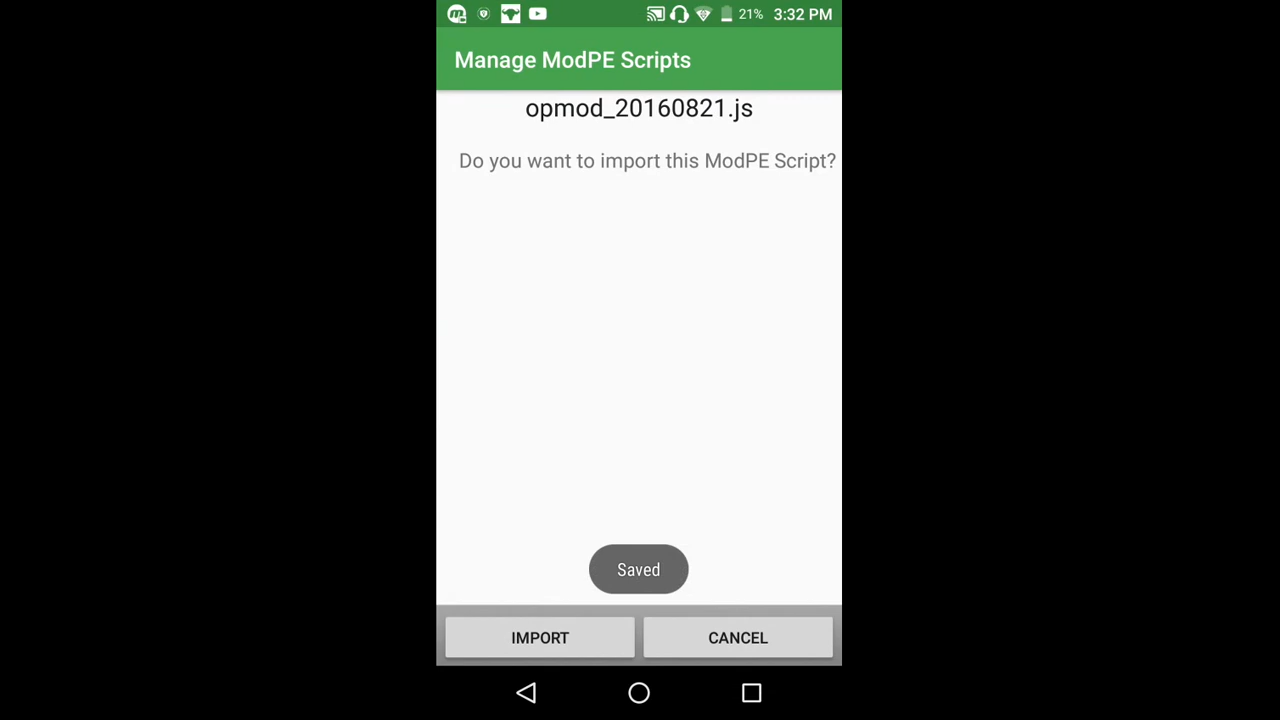 21% 3:32 PM
Manage ModPE Scripts
opmod_20160821.js
Do you want to import this ModPE Script?
Saved
IMPORT CANCEL